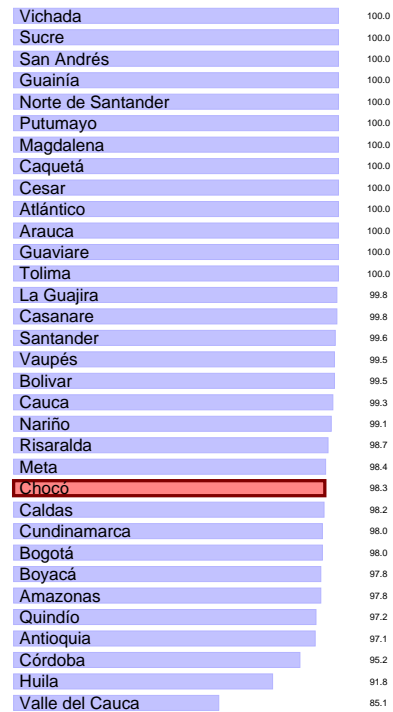 Vichada 100.0
Sucre 100.0
San Andrés 100.0
Guainía 100.0
Norte de Santander 100.0
Putumayo 100.0
Magdalena 100.0
Caquetá 100.0
Cesar 100.0
Atlántico 100.0
Arauca 100.0
Guaviare 100.0
Tolima 100.0
La Guajira 99.8
Casanare 99.8
Santander 99.6
Vaupés 99.5
Bolivar 99.5
Cauca 99.3
Nariño 99.1
Risaralda 98.7
Meta 98.4
Chocó 98.3
Caldas 98.2
Cundinamarca 98.0
Bogotá 98.0
Boyacá 97.8
Amazonas 97.8
Quindío 97.2
Antioquia 97.1
Córdoba 95.2
Huila 91.8
Valle del Cauca 85.1